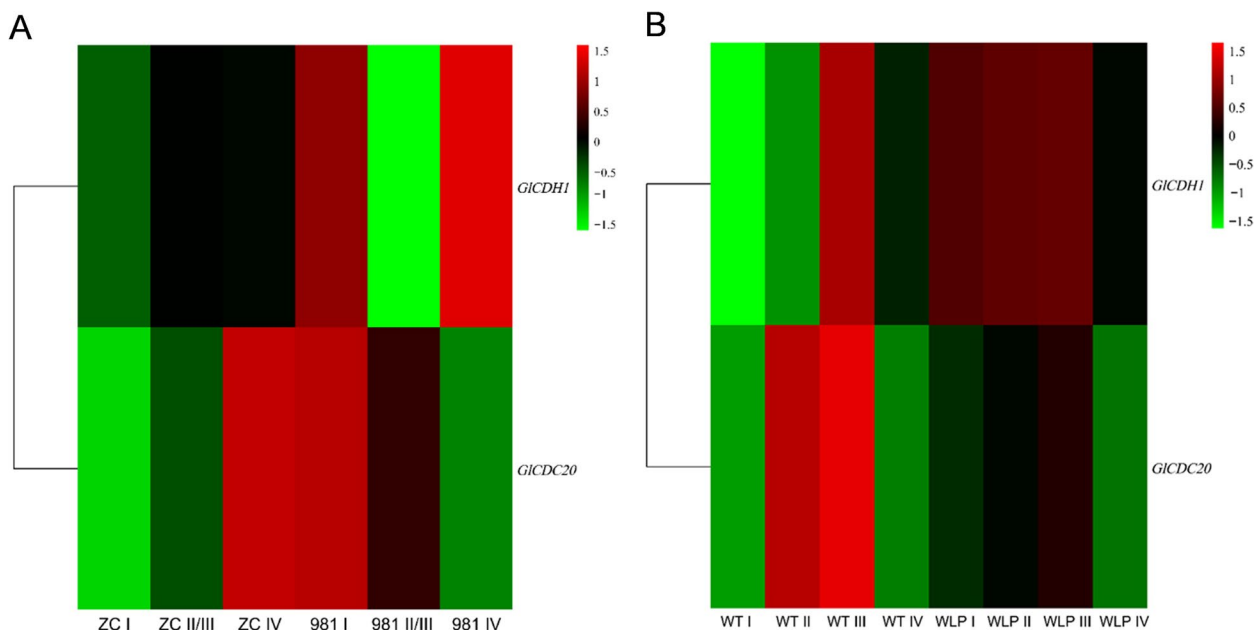 A
1.5
1
0.5
0
−0.5
−1
−1.5
GlCDH1
GlCDC20
ZC I ZC II/III ZC IV 981 I 981 II/III 981 IV
B
1.5
1
0.5
0
−0.5
−1
−1.5
GlCDH1
GlCDC20
WT I WT II WT III WT IV WLP I WLP II WLP III WLP IV